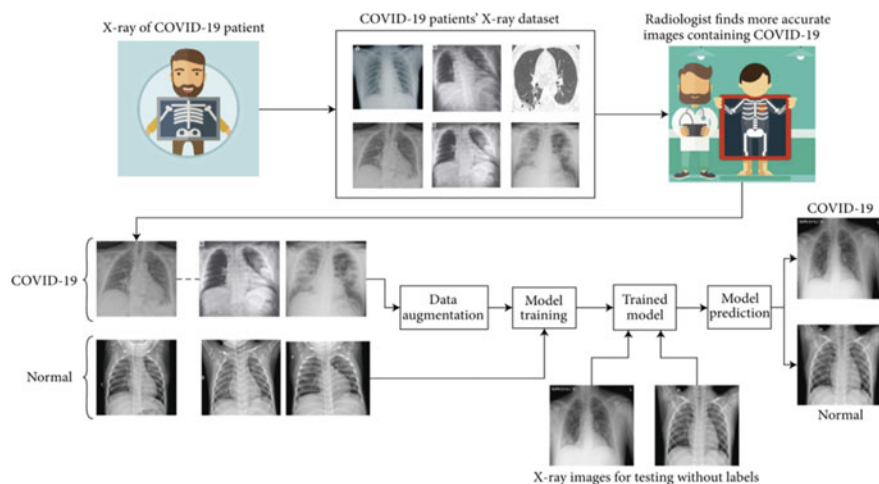 X-ray of COVID-19 patient
COVID-19 patients' X-ray dataset
Radiologist finds more accurate
images containing COVID-19
COVID-19
COVID-19
Data
augmentation
Model
training
Trained
model
Model
prediction
Normal
Normal
X-ray images for testing without labels